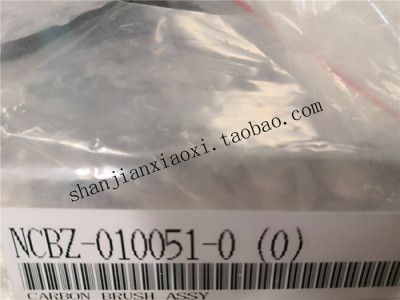 shanjianxiaoxi.taobao.com
NCBZ-010051-0 (0)
CARBON BRUSH ASSY